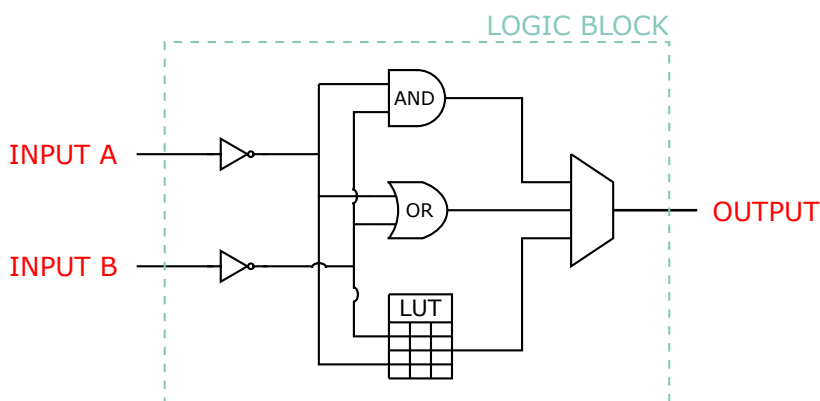 LOGIC BLOCK
AND
INPUT A
OR
OUTPUT
INPUT B
LUT